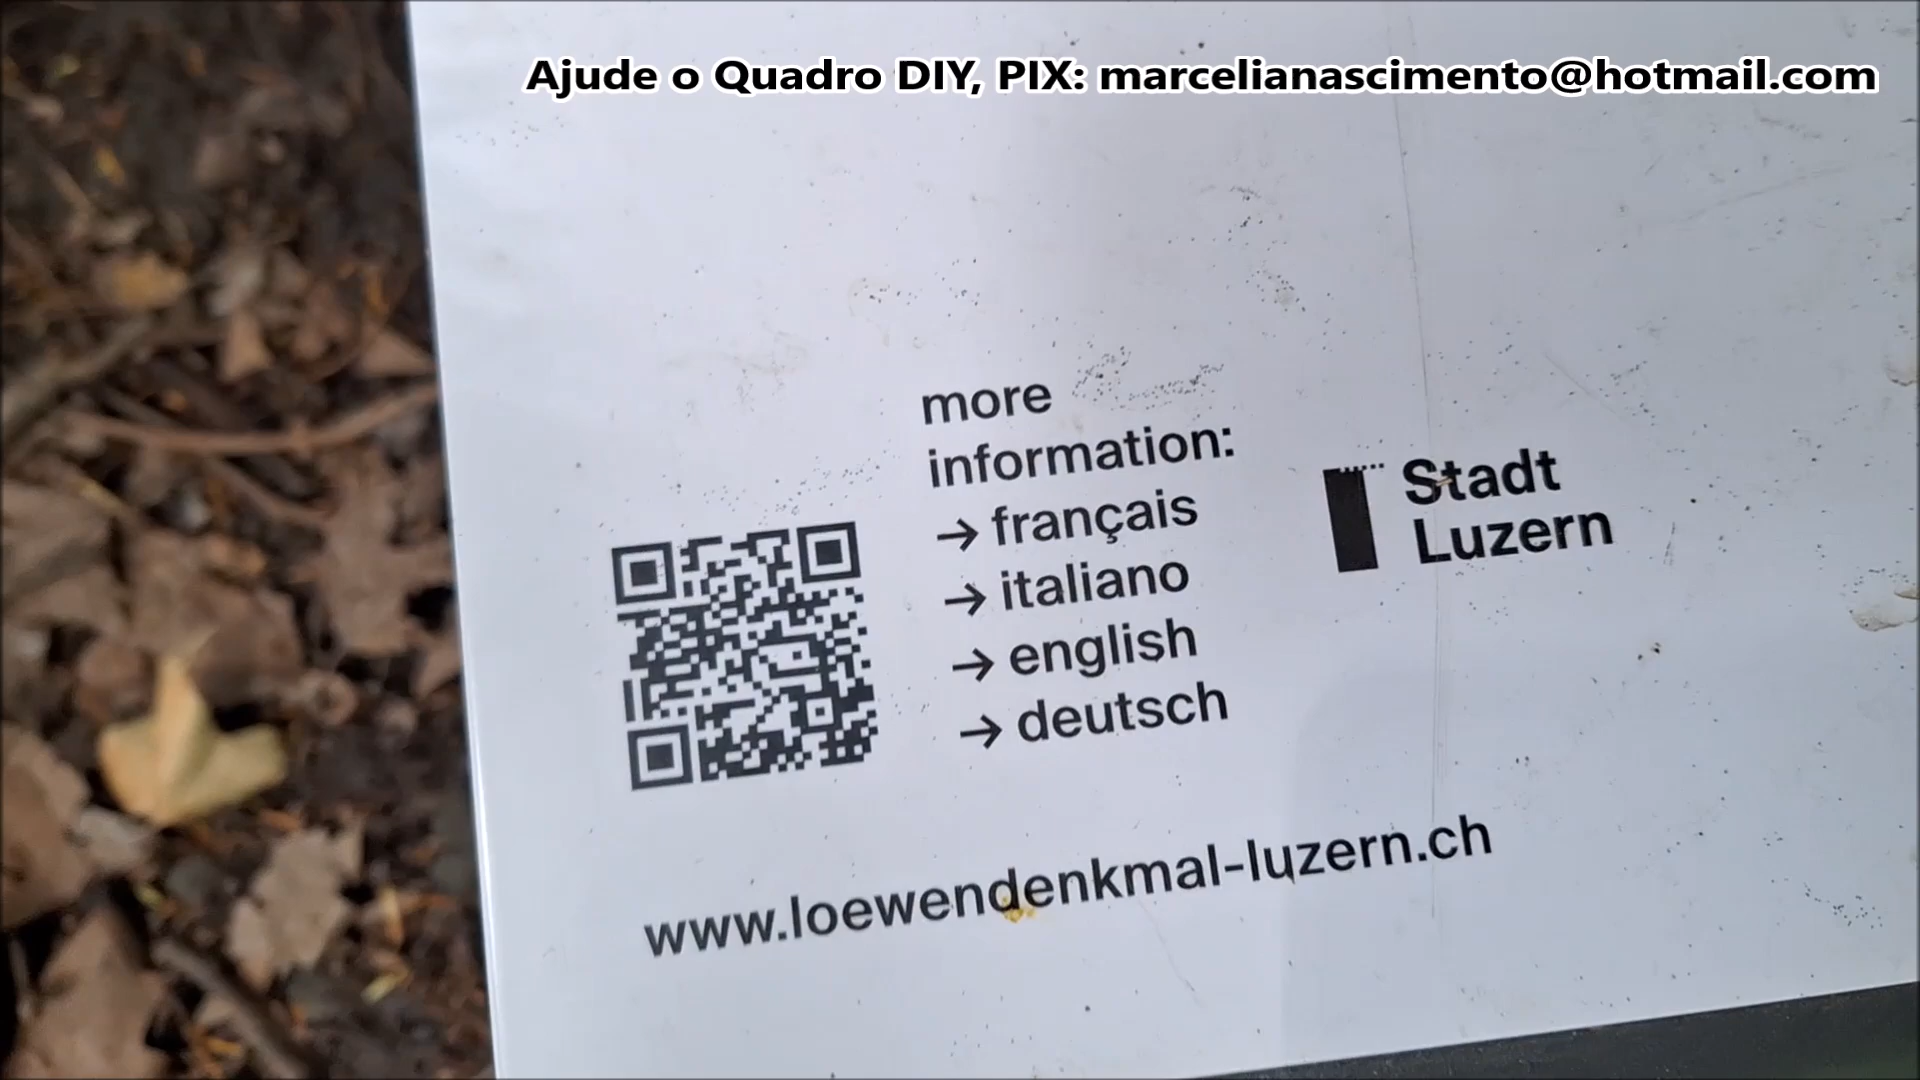 Ajude o Quadro DIY, PIX: marcelianascimento@hotmail.com
more
information:
→ français
→ italiano
→ english
→ deutsch
Stadt
Luzern
www.loewendenkmal-luzern.ch